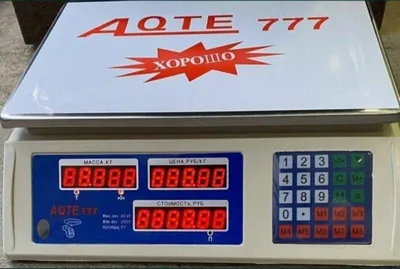 AQTE 777
ХОРОШО
МАССА, КГ
ЦЕНА, РУБ/КГ
СТОИМОСТЬ, РУБ
AQTE 777
1 2 3
4 5 6
7 8 9
0 . M1